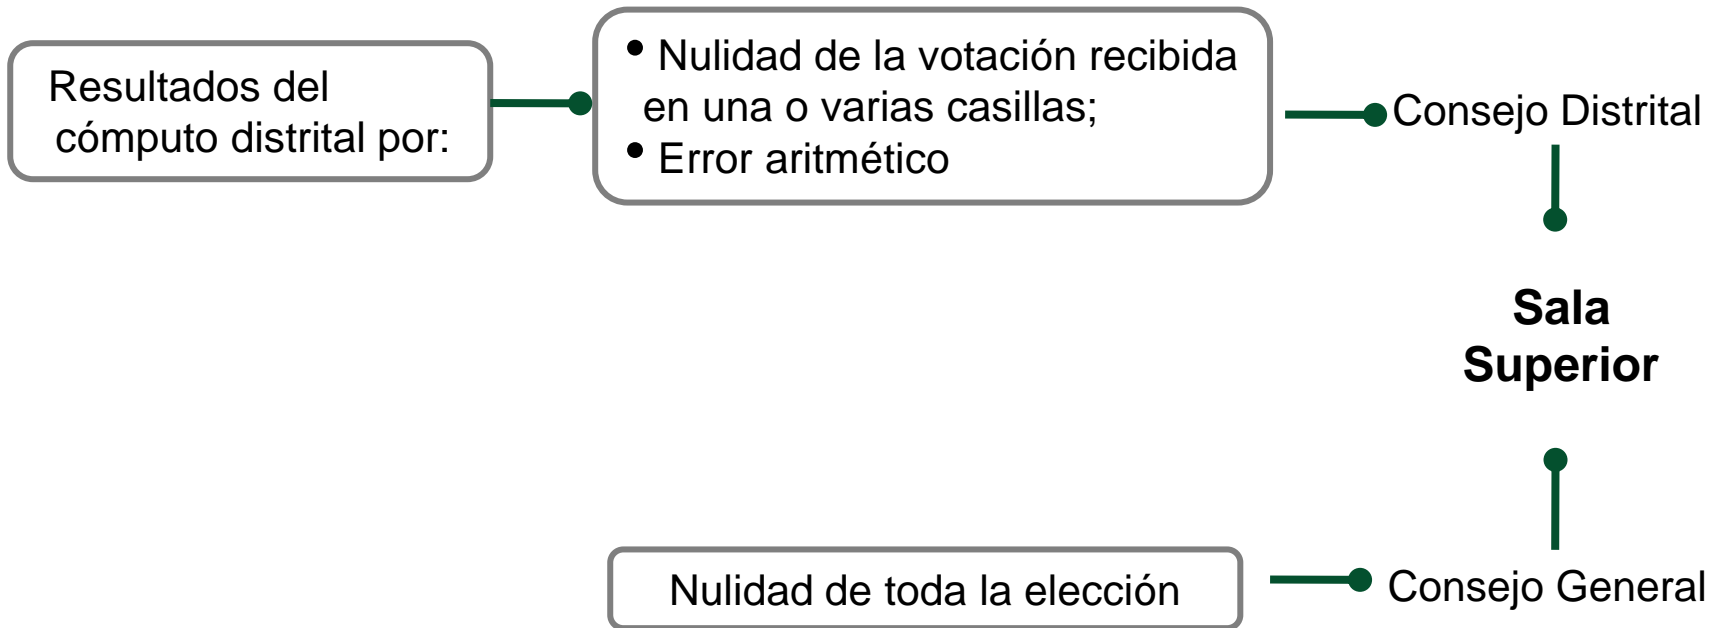 Resultados del
cómputo distrital por:
• Nulidad de la votación recibida
en una o varias casillas;
• Error aritmético
Consejo Distrital
Sala
Superior
Nulidad de toda la elección
Consejo General